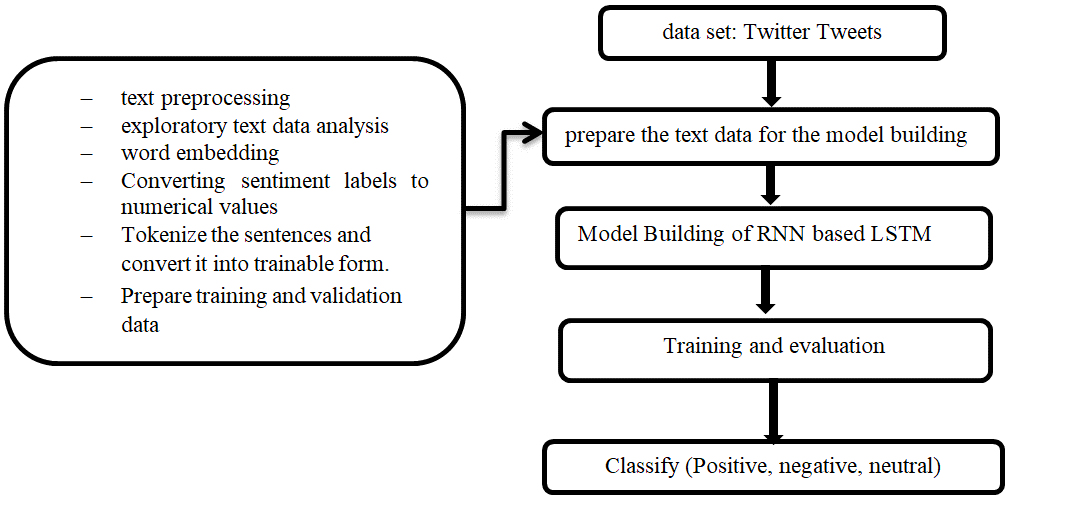 data set: Twitter Tweets
– text preprocessing
– exploratory text data analysis
– word embedding
– Converting sentiment labels to
numerical values
– Tokenize the sentences and
convert it into trainable form.
– Prepare training and validation
data
prepare the text data for the model building
Model Building of RNN based LSTM
Training and evaluation
Classify (Positive, negative, neutral)